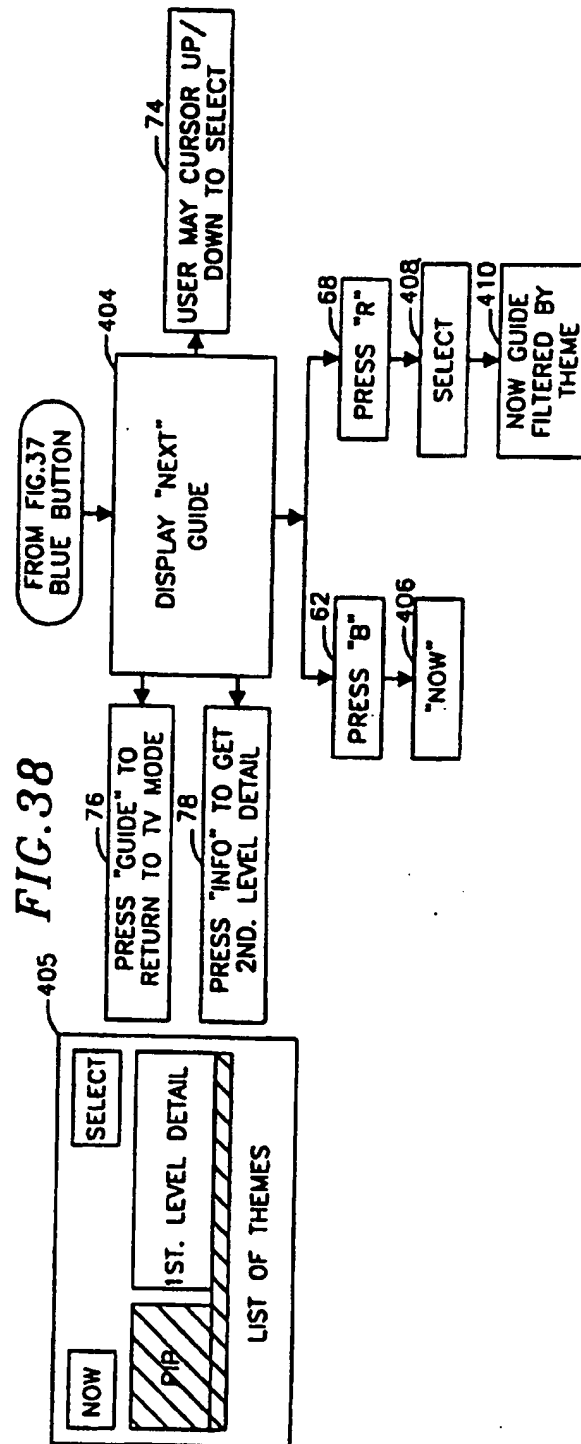 FIG.38
405
NOW
SELECT
PIP
1ST. LEVEL DETAIL
LIST OF THEMES
FROM FIG.37
BLUE BUTTON
404
DISPLAY "NEXT"
GUIDE
76
PRESS "GUIDE" TO
RETURN TO TV MODE
78
PRESS "INFO" TO GET
2ND. LEVEL DETAIL
74
USER MAY CURSOR UP/
DOWN TO SELECT
62
PRESS "B"
406
"NOW"
68
PRESS "R"
408
SELECT
410
NOW GUIDE
FILTERED BY
THEME